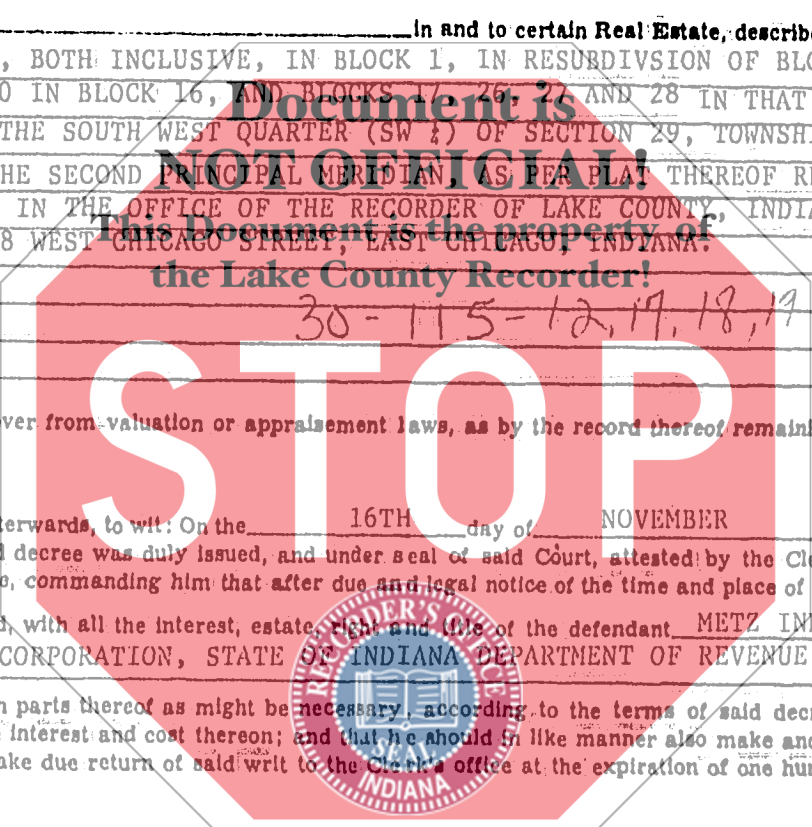 in and to certain Real Estate, describe
, BOTH INCLUSIVE, IN BLOCK 1, IN RESUBDIVSION OF BLO
0 IN BLOCK 16, AND BLOCKS 17, 26, 27 AND 28 IN THAT
Document is
THE SOUTH WEST QUARTER (SW ¼) OF SECTION 29, TOWNSH
NOT OFFICIAL!
HE SECOND PRINCIPAL MERIDIAN, AS PER PLAT THEREOF R
IN THE OFFICE OF THE RECORDER OF LAKE COUNTY, INDI
This Document is the property of
8 WEST CHICAGO STREET, EAST CHICAGO, INDIANA.
the Lake County Recorder!
30-115-12,17,18,19
STOP
ver from valuation or appraisement laws, as by the record thereof remaini
terwards, to wit: On the 16TH day of NOVEMBER
d decree was duly issued, and under seal of said Court, attested by the Cle
e, commanding him that after due and legal notice of the time and place of
d, with all the interest, estate, right and title of the defendant METZ IN
CORPORATION, STATE OF INDIANA DEPARTMENT OF REVENUE
RECORDER'S OFFICE
h parts thereof as might be necessary, according to the terms of said decr
e interest and cost thereon; and that he should in like manner also make and
SEAL
ake due return of said writ to the Clerk's office at the expiration of one hun
INDIANA